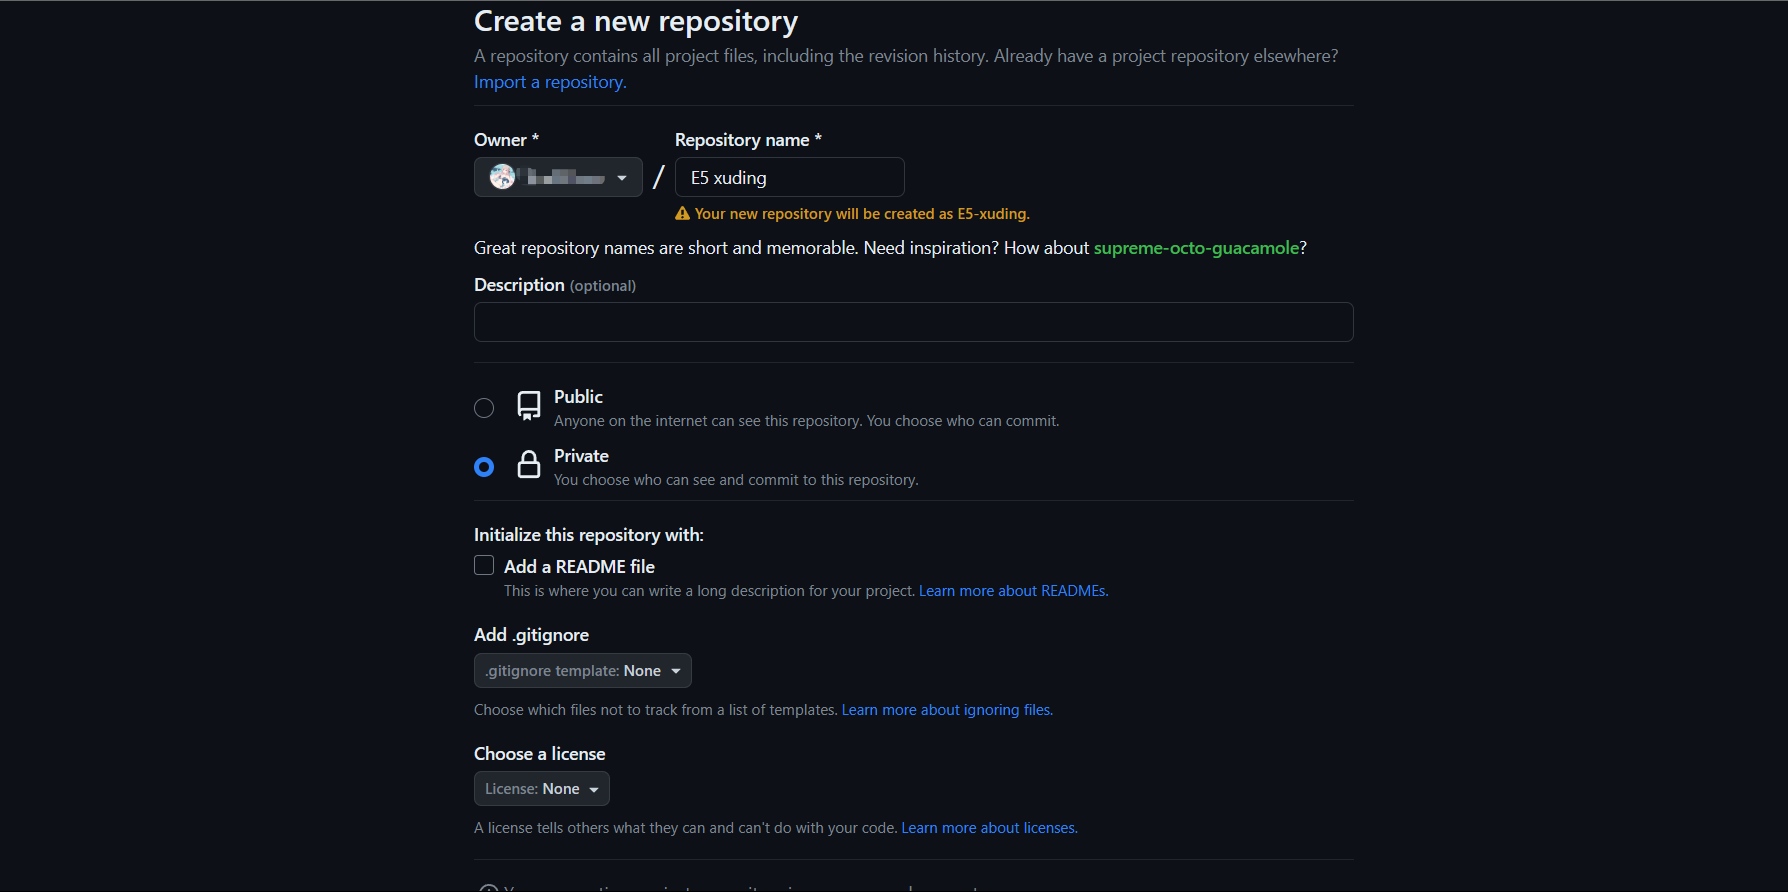 Create a new repository
A repository contains all project files, including the revision history. Already have a project repository elsewhere?
Import a repository.
Owner *
Repository name *
/
E5 xuding
Your new repository will be created as E5-xuding.
Great repository names are short and memorable. Need inspiration? How about supreme-octo-guacamole?
Description (optional)
Public
Anyone on the internet can see this repository. You choose who can commit.
Private
You choose who can see and commit to this repository.
Initialize this repository with:
Add a README file
This is where you can write a long description for your project. Learn more about READMEs.
Add .gitignore
.gitignore template: None
Choose which files not to track from a list of templates. Learn more about ignoring files.
Choose a license
License: None
A license tells others what they can and can't do with your code. Learn more about licenses.